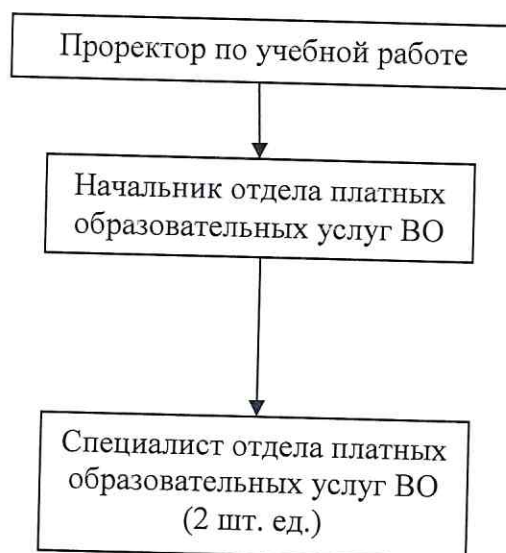 Проректор по учебной работе
Начальник отдела платных
образовательных услуг ВО
Специалист отдела платных
образовательных услуг ВО
(2 шт. ед.)